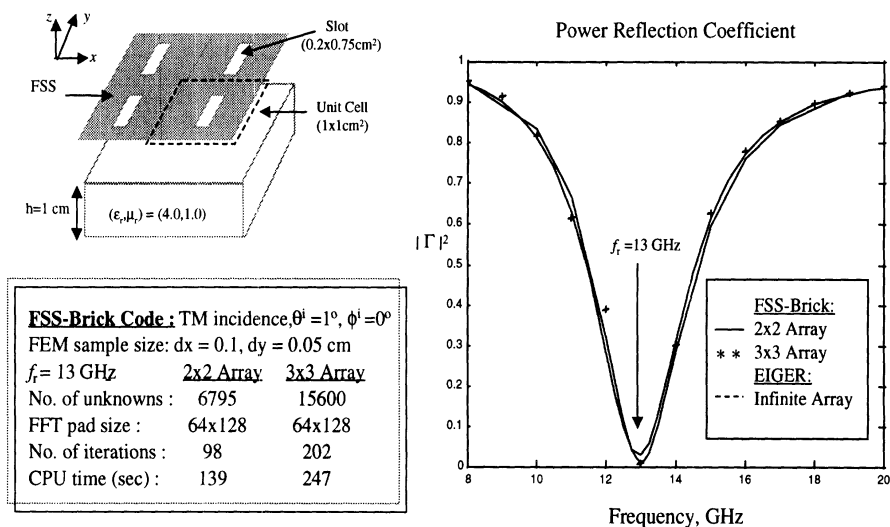 z
y
x
Slot
(0.2x0.75cm²)
FSS
Unit Cell
(1x1cm²)
h=1 cm
(εr,μr) = (4.0,1.0)
FSS-Brick Code : TM incidence,θⁱ =1º, ϕⁱ =0º
FEM sample size: dx = 0.1, dy = 0.05 cm
fr = 13 GHz 2x2 Array 3x3 Array
No. of unknowns : 6795 15600
FFT pad size : 64x128 64x128
No. of iterations : 98 202
CPU time (sec) : 139 247
Power Reflection Coefficient
1
0.9
0.8
0.7
0.6
| Γ |²
0.5
0.4
0.3
0.2
0.1
0
fr =13 GHz
FSS-Brick:
2x2 Array
* * 3x3 Array
EIGER:
Infinite Array
8 10 12 14 16 18 20
Frequency, GHz